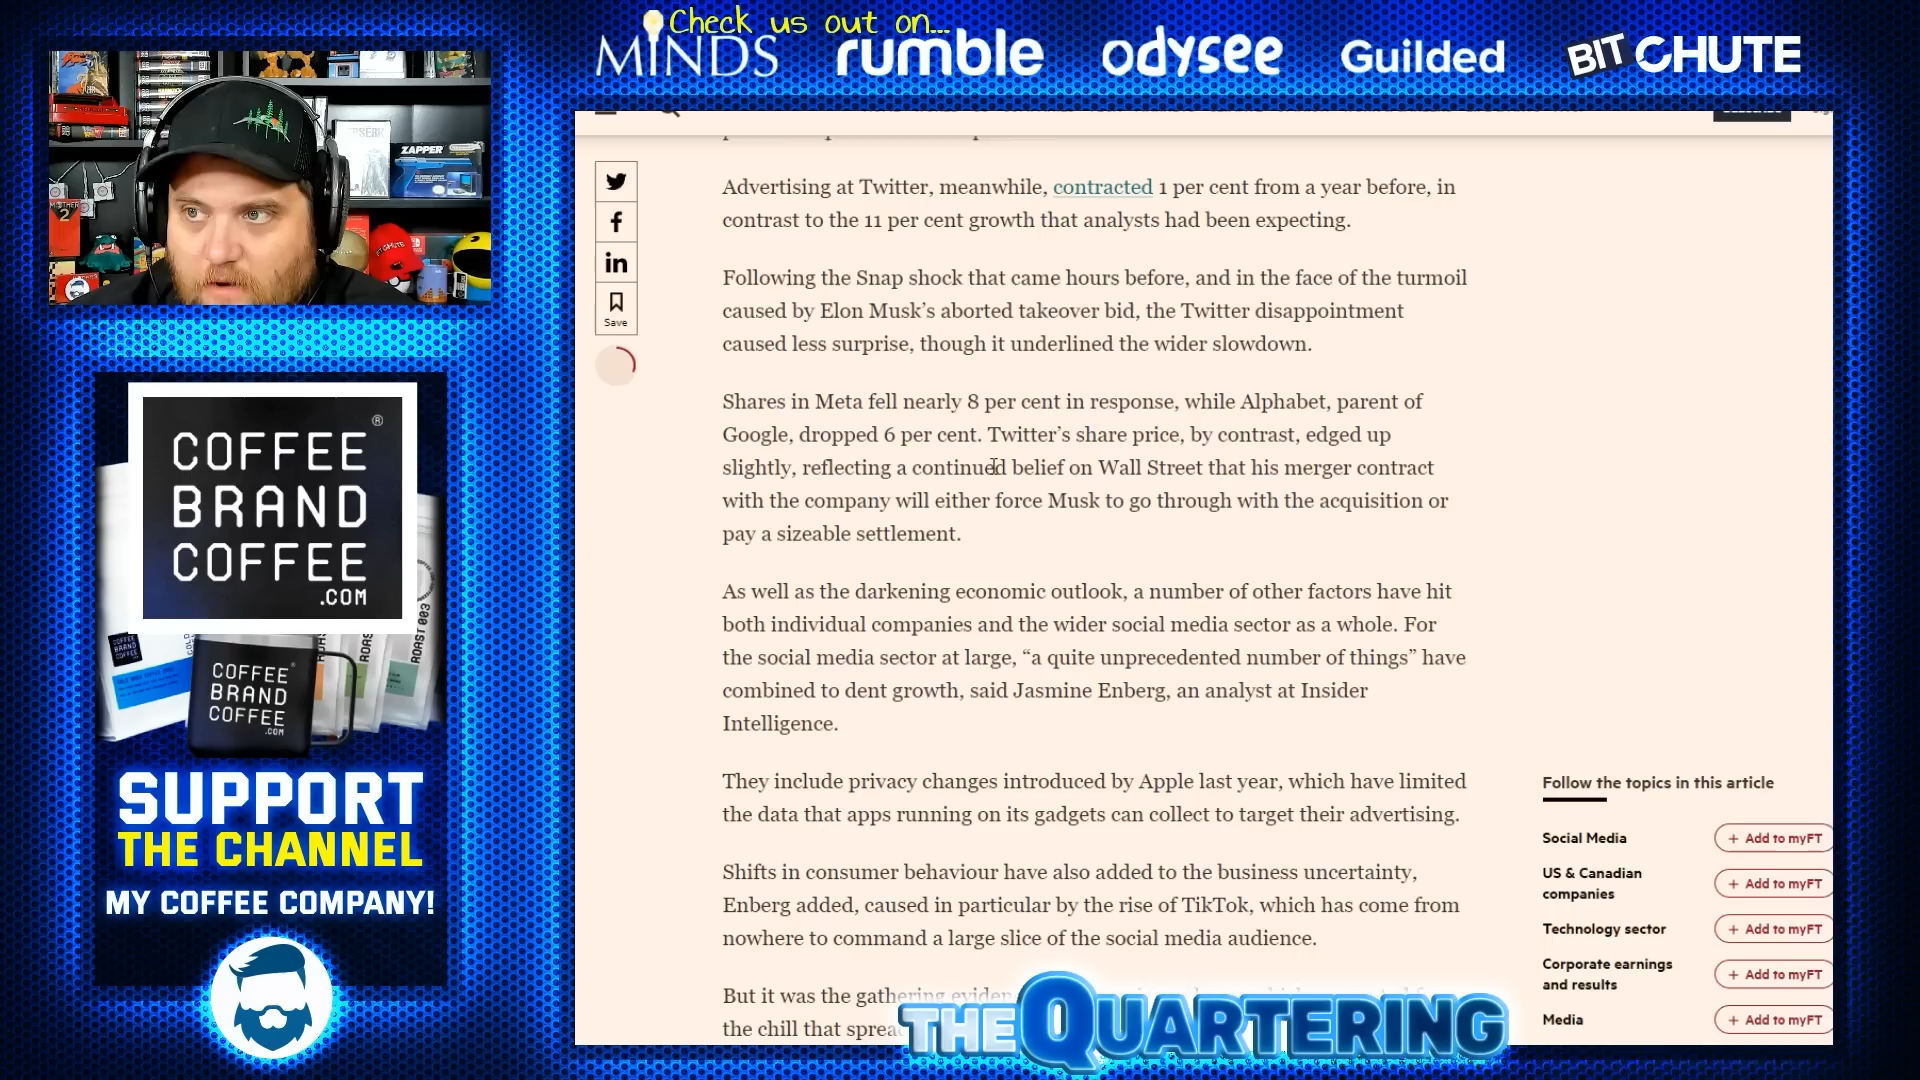 Check us out on...
MINDS rumble odysee Guilded BITCHUTE
BERSERK
ZAPPER
MOTHER
2
BITCHUTE
Save
Advertising at Twitter, meanwhile, contracted 1 per cent from a year before, in
contrast to the 11 per cent growth that analysts had been expecting.
Following the Snap shock that came hours before, and in the face of the turmoil
caused by Elon Musk’s aborted takeover bid, the Twitter disappointment
caused less surprise, though it underlined the wider slowdown.
Shares in Meta fell nearly 8 per cent in response, while Alphabet, parent of
Google, dropped 6 per cent. Twitter’s share price, by contrast, edged up
slightly, reflecting a continued belief on Wall Street that his merger contract
with the company will either force Musk to go through with the acquisition or
pay a sizeable settlement.
As well as the darkening economic outlook, a number of other factors have hit
both individual companies and the wider social media sector as a whole. For
the social media sector at large, “a quite unprecedented number of things” have
combined to dent growth, said Jasmine Enberg, an analyst at Insider
Intelligence.
They include privacy changes introduced by Apple last year, which have limited
the data that apps running on its gadgets can collect to target their advertising.
Shifts in consumer behaviour have also added to the business uncertainty,
Enberg added, caused in particular by the rise of TikTok, which has come from
nowhere to command a large slice of the social media audience.
But it was the gathering
the chill that
Follow the topics in this article
Social Media + Add to myFT
US & Canadian
companies + Add to myFT
Technology sector + Add to myFT
Corporate earnings
and results + Add to myFT
Media + Add to myFT
COFFEE ®
BRAND
COFFEE
.COM
ROAST 003
COFFEE ®
BRAND
COFFEE
.COM
SUPPORT
THE CHANNEL
MY COFFEE COMPANY!
THE QUARTERING